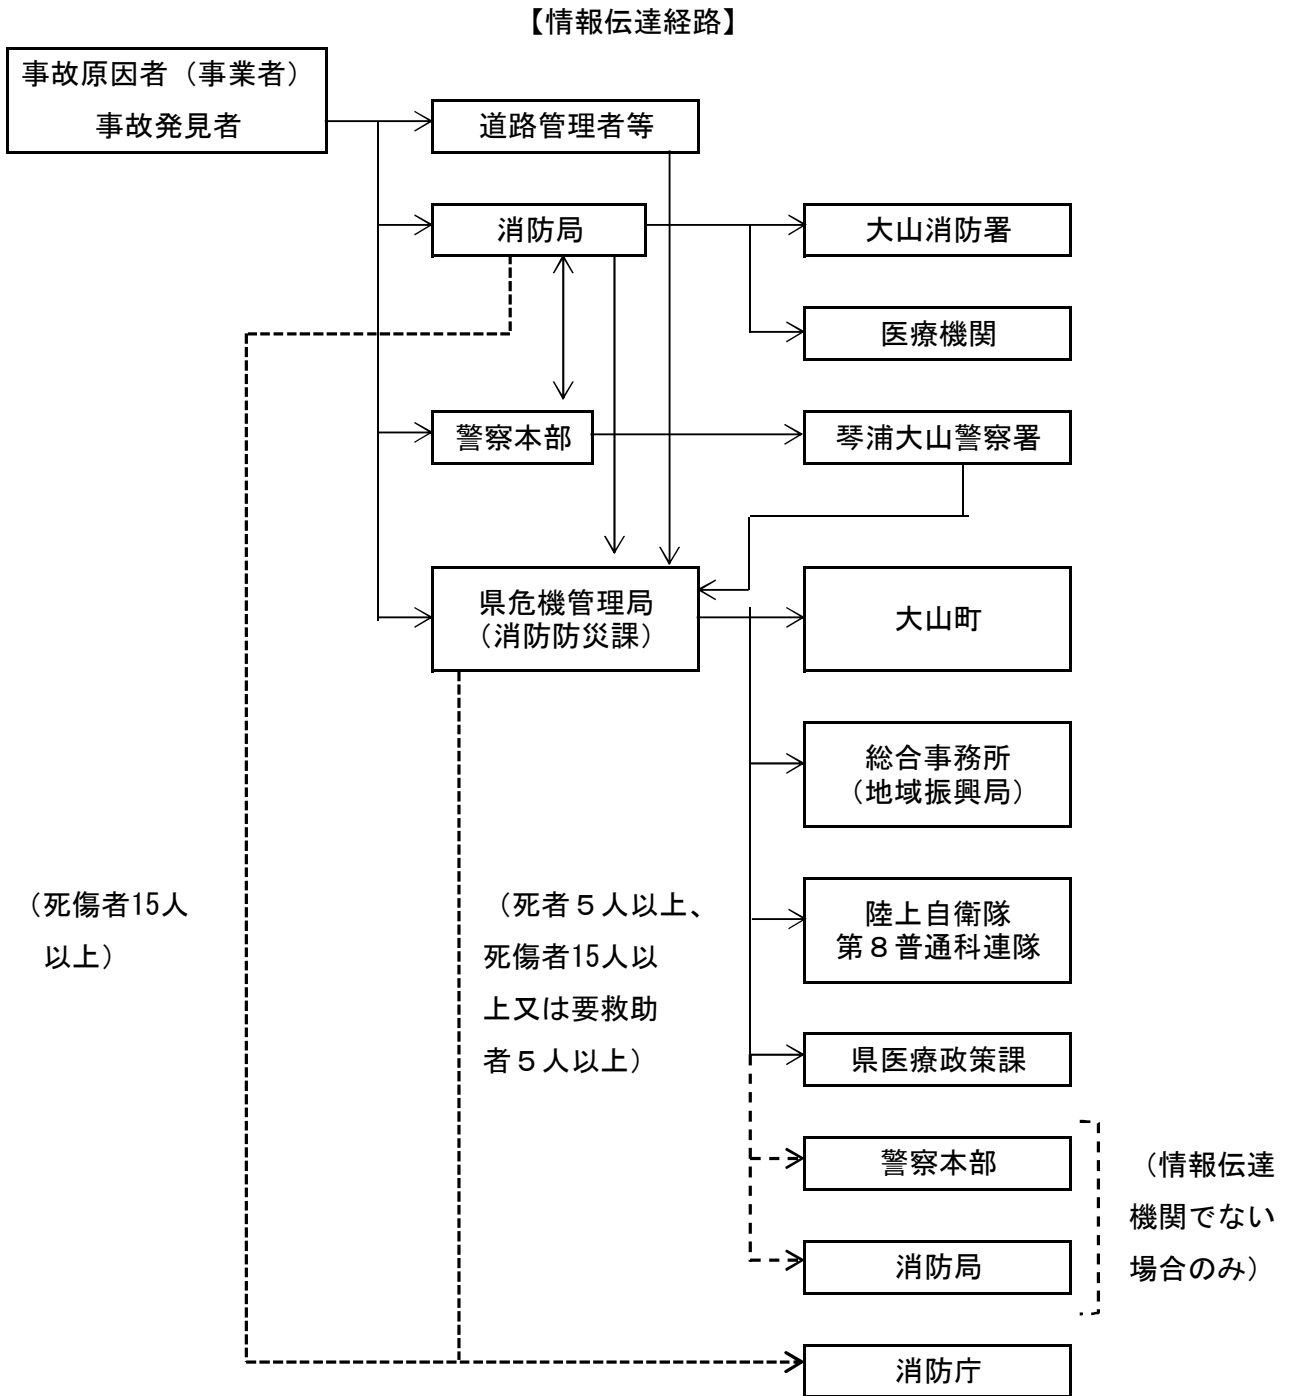 【情報伝達経路】
事故原因者（事業者）
事故発見者
道路管理者等
消防局
大山消防署
医療機関
警察本部
琴浦大山警察署
県危機管理局
（消防防災課）
大山町
総合事務所
（地域振興局）
（死傷者15人
以上）
（死者５人以上、
死傷者15人以
上又は要救助
者５人以上）
陸上自衛隊
第８普通科連隊
県医療政策課
警察本部
消防局
（情報伝達
機関でない
場合のみ）
消防庁